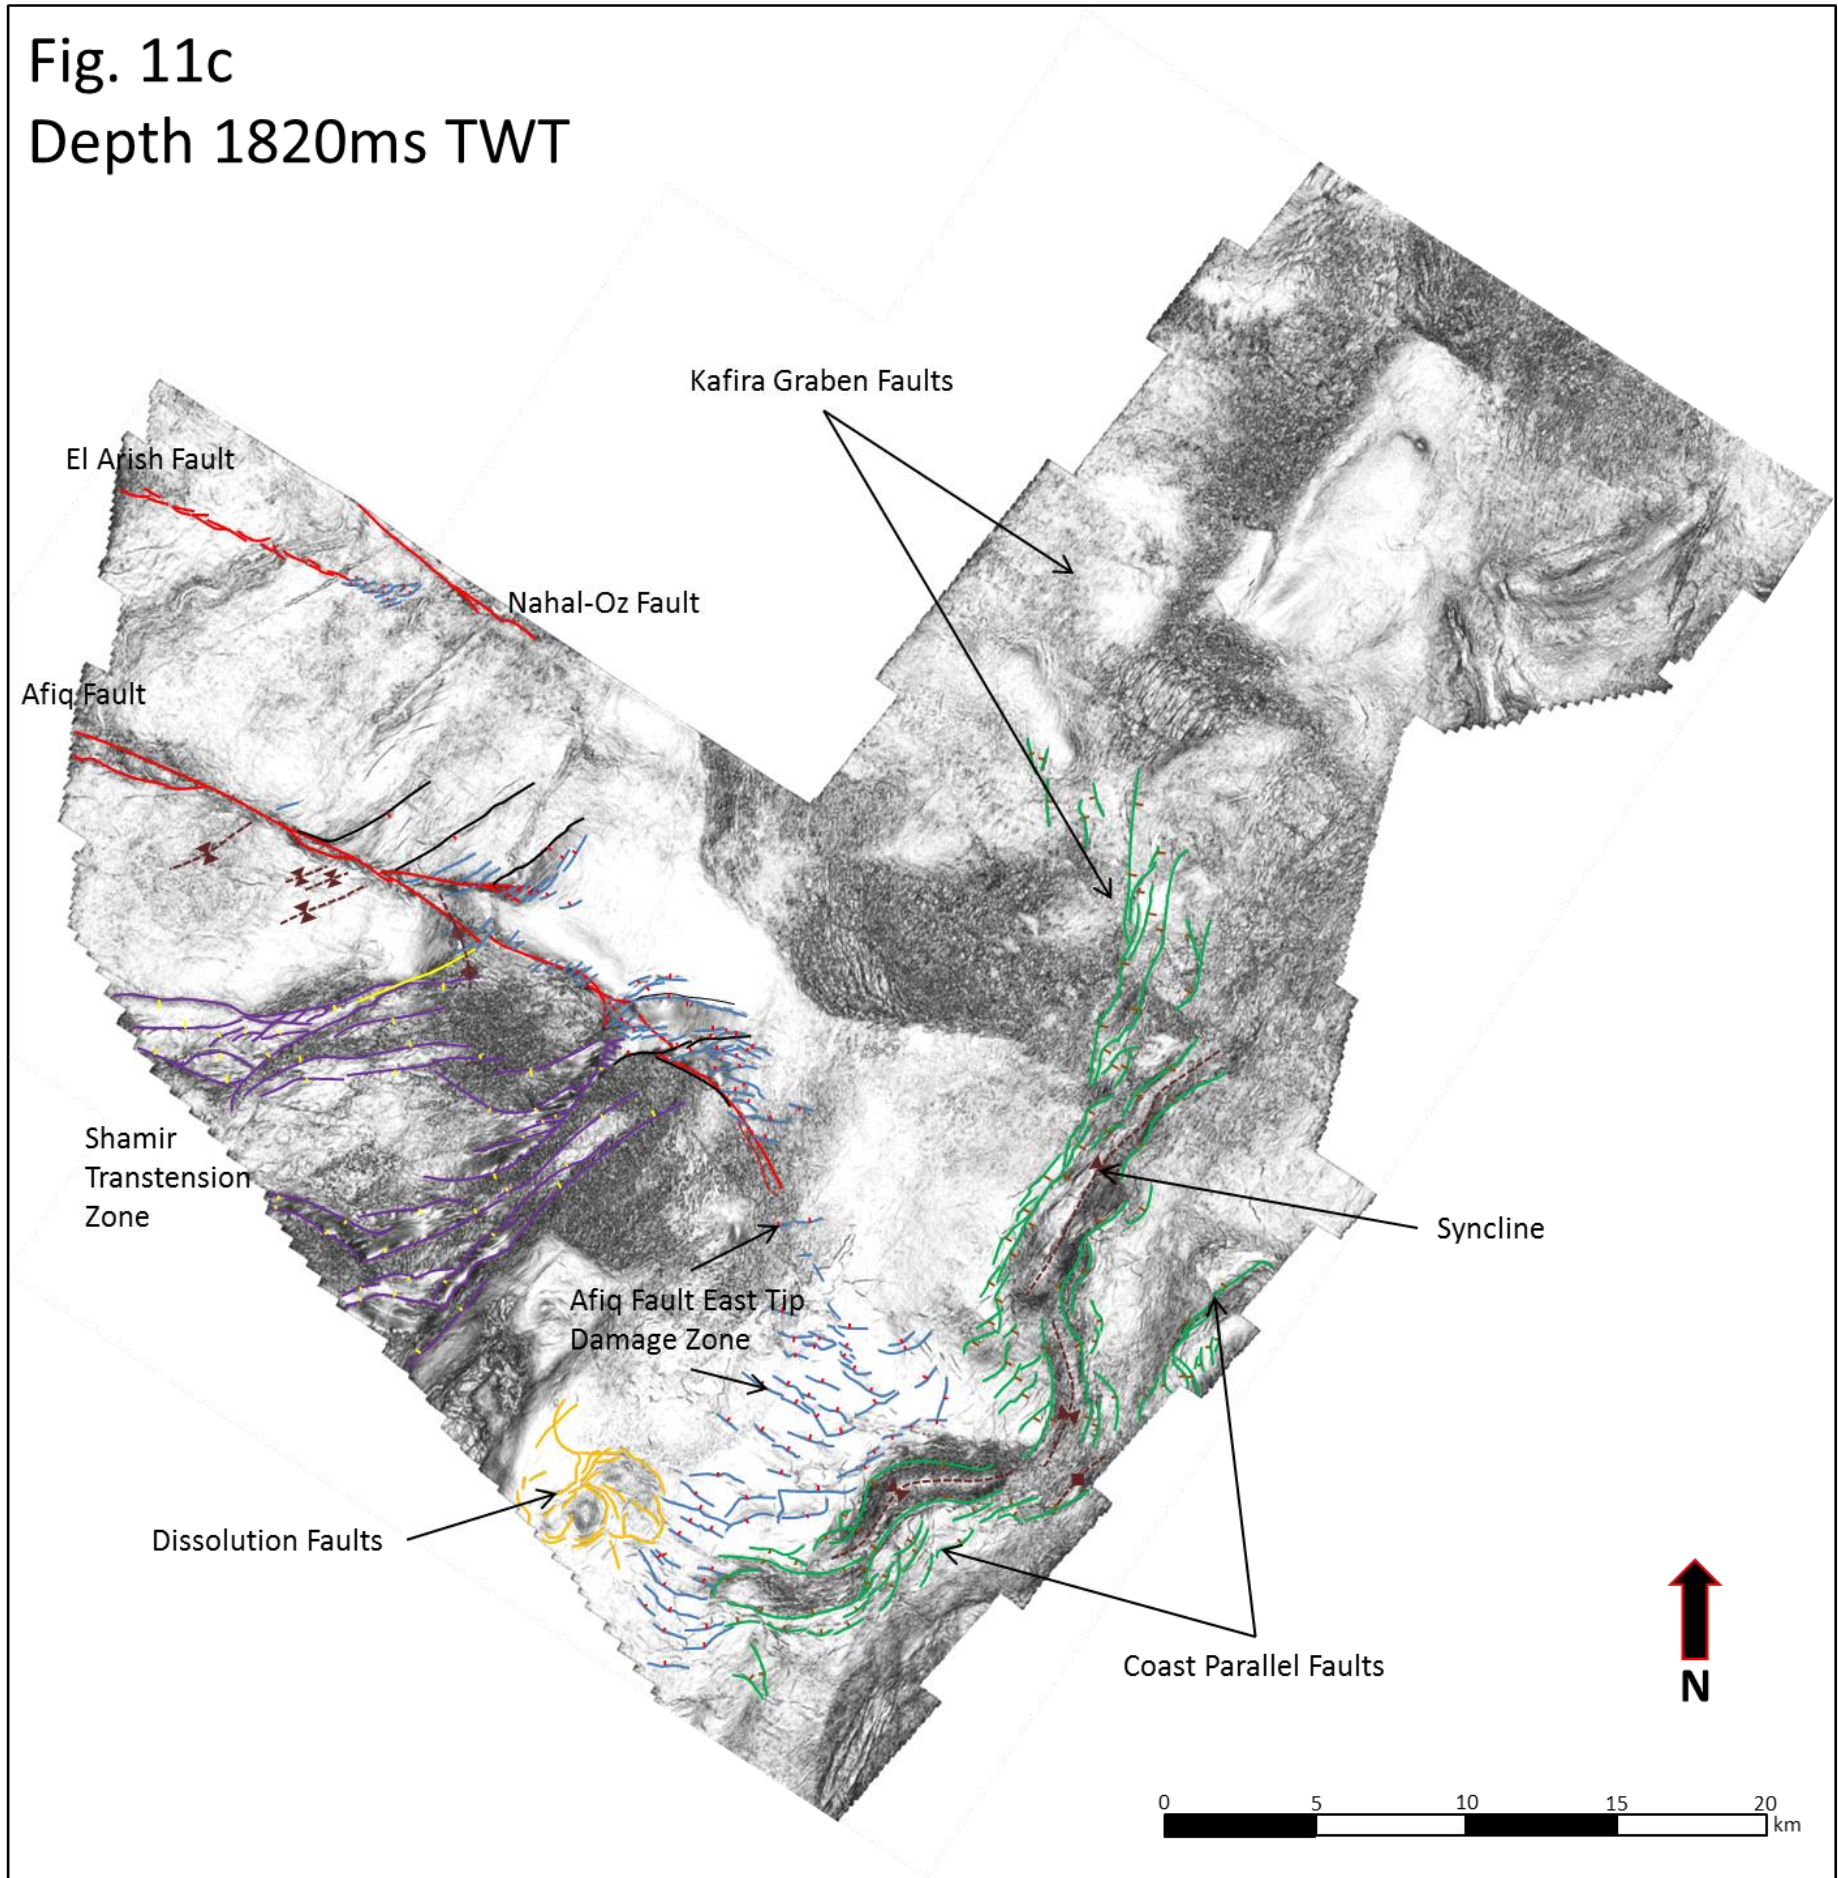 Fig. 11c
Depth 1820ms TWT
Kafira Graben Faults
El Arish Fault
Nahal-Oz Fault
Afiq Fault
Shamir
Transtension
Zone
Syncline
Afiq Fault East Tip
Damage Zone
Dissolution Faults
Coast Parallel Faults
N
0 5 10 15 20
km